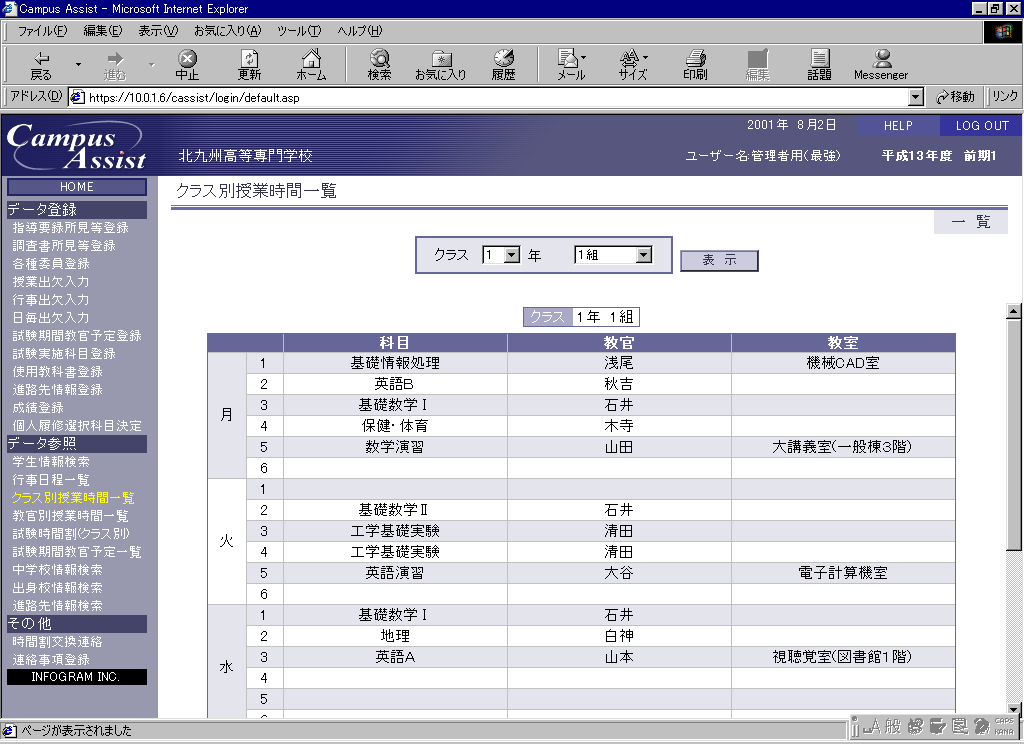 Campus Assist - Microsoft Internet Explorer
ファイル(F) 編集(E) 表示(V) お気に入り(A) ツール(T) ヘルプ(H)
戻る 進む 中止 更新 ホーム 検索 お気に入り 履歴 メール サイズ 印刷 編集 話題 Messenger
アドレス(D) https://10.0.1.6/cassist/login/default.asp 移動 リンク
Campus Assist
北九州高等専門学校
2001年 8月2日 HELP LOG OUT
ユーザー名:管理者用(最強) 平成13年度 前期1
HOME
データ登録
指導要録所見等登録
調査書所見等登録
各種委員登録
授業出欠入力
行事出欠入力
日毎出欠入力
試験期間教官予定登録
試験実施科目登録
使用教科書登録
進路先情報登録
成績登録
個人履修選択科目決定
データ参照
学生情報検索
行事日程一覧
クラス別授業時間一覧
教官別授業時間一覧
試験時間割(クラス別)
試験期間教官予定一覧
中学校情報検索
出身校情報検索
進路先情報検索
その他
時間割交換連絡
連絡事項登録
INFOGRAM INC.
クラス別授業時間一覧
一 覧
クラス 1 年 1組 表 示
クラス 1年 1組
科目 教官 教室
月
1 基礎情報処理 浅尾 機械CAD室
2 英語B 秋吉
3 基礎数学Ⅰ 石井
4 保健・体育 木寺
5 数学演習 山田 大講義室(一般棟3階)
6
火
1
2 基礎数学Ⅱ 石井
3 工学基礎実験 清田
4 工学基礎実験 清田
5 英語演習 大谷 電子計算機室
6
水
1 基礎数学Ⅰ 石井
2 地理 白神
3 英語A 山本 視聴覚室(図書館1階)
4
5
ページが表示されました
A 般 CAPS KANA